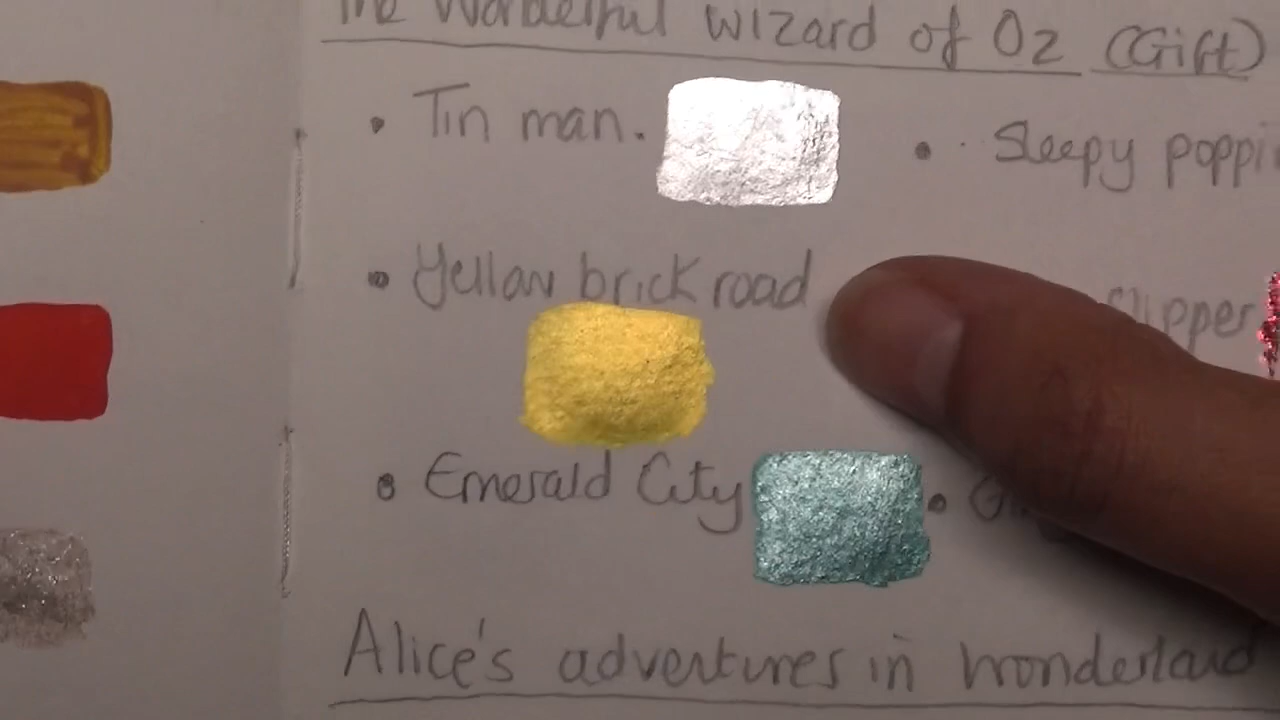 The Wonderful Wizard of Oz (Gift)
• Tin man.
• Sleepy poppi
• Yellow brick road
Slipper
• Emerald City
•
Alice's adventures in wonderland